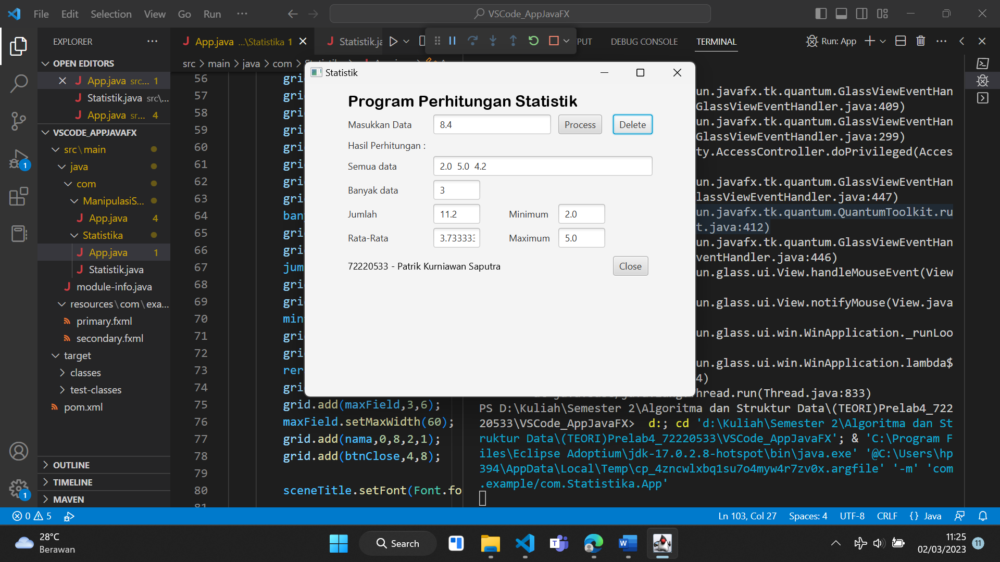 File Edit Selection View Go Run ···
VSCode_AppJavaFX
EXPLORER
OPEN EDITORS
App.java src... 1
Statistik.java src\...
App.java sr... 4
VSCODE_APPJAVAFX
src\main
java
com
ManipulasiS...
App.java 4
Statistika
App.java 1
Statistik.java
module-info.java
resources\com\exa...
primary.fxml
secondary.fxml
target
classes
test-classes
pom.xml
OUTLINE
TIMELINE
MAVEN
App.java ...\Statistika 1
Statistik.ja
PUT DEBUG CONSOLE TERMINAL
Run: App
src > main > java > com >
56 gri
57 gri
58 gri
59 gri
60 gri
61 gri
62 gri
63 gri
64 ban
65 gri
66 gri
67 jum
68 gri
69 gri
70 min
71 gri
72 gri
73 rer
74 gri
75 grid.add(maxField,3,6);
76 maxField.setMaxWidth(60);
77 grid.add(nama,0,8,2,1);
78 grid.add(btnClose,4,8);
79
80 sceneTitle.setFont(Font.fo
81
Statistik
Program Perhitungan Statistik
Masukkan Data 8.4 Process Delete
Hasil Perhitungan :
Semua data 2.0 5.0 4.2
Banyak data 3
Jumlah 11.2 Minimum 2.0
Rata-Rata 3.733333 Maximum 5.0
72220533 - Patrik Kurniawan Saputra Close
un.javafx.tk.quantum.GlassViewEventHan
GlassViewEventHandler.java:409)
un.javafx.tk.quantum.GlassViewEventHan
GlassViewEventHandler.java:299)
ty.AccessController.doPrivileged(Acces
un.javafx.tk.quantum.GlassViewEventHan
lassViewEventHandler.java:447)
un.javafx.tk.quantum.QuantumToolkit.ru
t.java:412)
un.javafx.tk.quantum.GlassViewEventHan
ventHandler.java:446)
un.glass.ui.View.handleMouseEvent(View
un.glass.ui.View.notifyMouse(View.java
un.glass.ui.win.WinApplication._runLoo
un.glass.ui.win.WinApplication.lambda$
4)
hread.run(Thread.java:833)
PS D:\Kuliah\Semester 2\Algoritma dan Struktur Data\(TEORI)Prelab4_722
20533\VSCode_AppJavaFX> d:; cd 'd:\Kuliah\Semester 2\Algoritma dan St
ruktur Data\(TEORI)Prelab4_72220533\VSCode_AppJavaFX'; & 'C:\Program F
iles\Eclipse Adoptium\jdk-17.0.2.8-hotspot\bin\java.exe' '@C:\Users\hp
394\AppData\Local\Temp\cp_4zncwlxbq1su7o4myw4r7zv0x.argfile' '-m' 'com
.example/com.Statistika.App'
1
1
0 5
Ln 103, Col 27 Spaces: 4 UTF-8 CRLF {} Java
28°C
Berawan
Search
11:25
02/03/2023
11